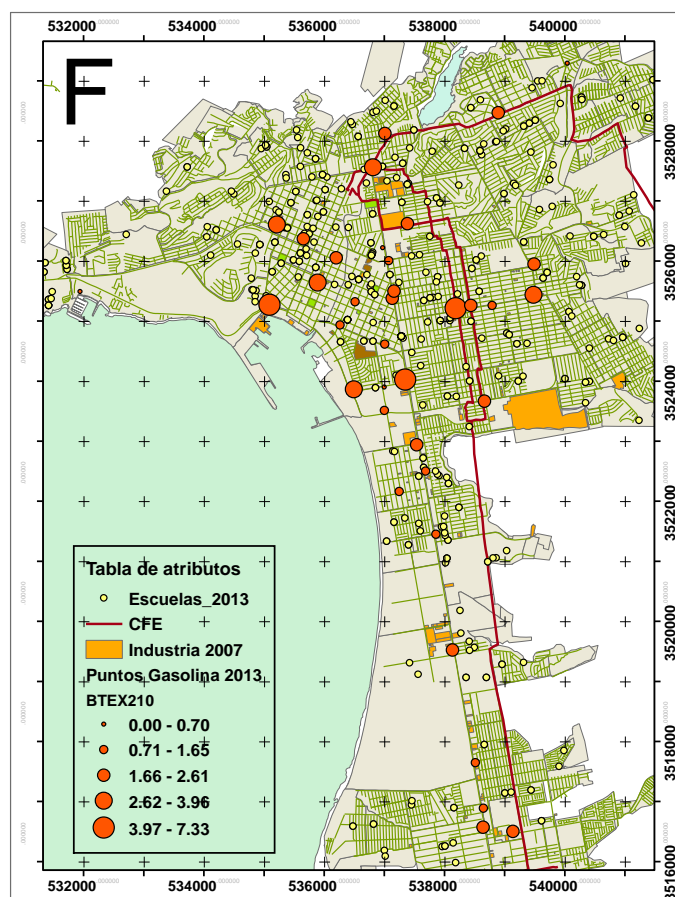 532000 534000 536000 538000 540000
F
3528000
3526000
3524000
3522000
3520000
3518000
3516000
Tabla de atributos
Escuelas_2013
CFE
Industria 2007
Puntos Gasolina 2013
BTEX210
0.00 - 0.70
0.71 - 1.65
1.66 - 2.61
2.62 - 3.96
3.97 - 7.33
532000 534000 536000 538000 540000